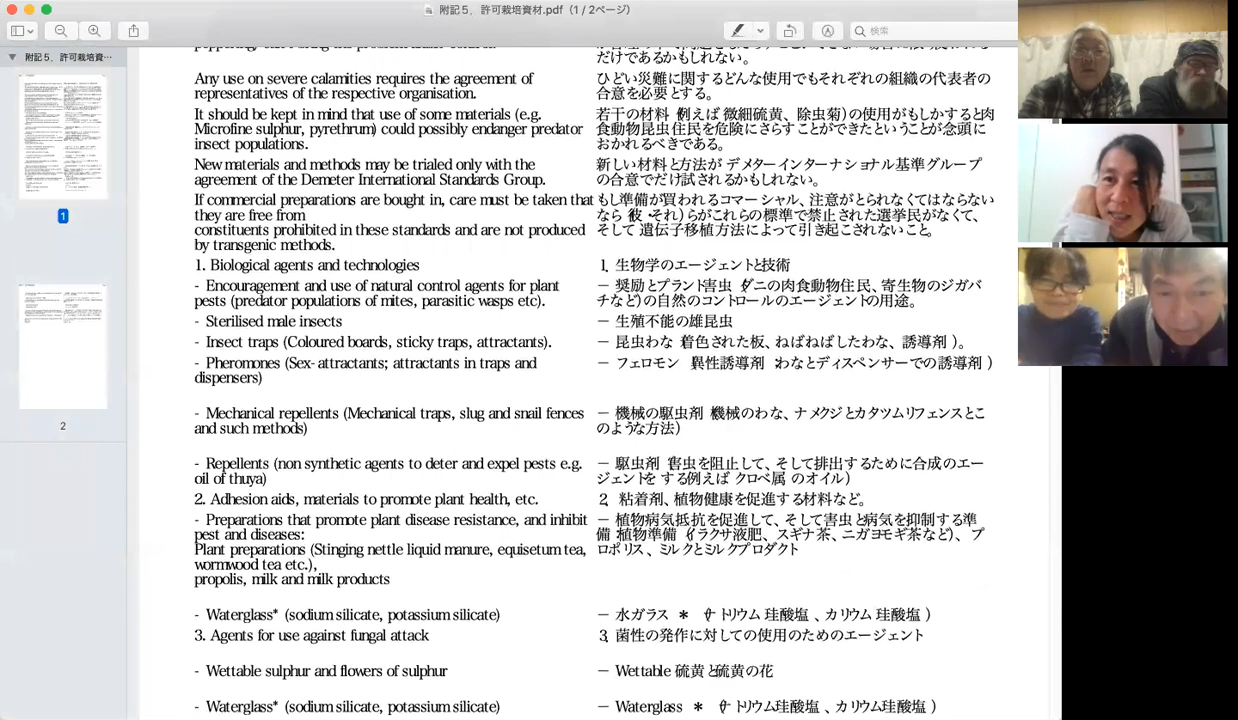 附記5．許可栽培資材.pdf（1 / 2ページ）
検索
附記5．許可栽培資…
1
2
だけであるかもしれない。
Any use on severe calamities requires the agreement of
representatives of the respective organisation.
ひどい災難に関するどんな使用でもそれぞれの組織の代表者の
合意を必要とする。
It should be kept in mind that use of some materials (e.g.
Microfine sulphur, pyrethrum) could possibly endanger predator
insect populations.
若干の材料 例えば 微細硫黄、除虫菊）の使用がもしかすると肉
食動物昆虫住民を危険にさらすことができたということが念頭に
おかれるべきである。
New materials and methods may be trialed only with the
agreement of the Demeter International Standards Group.
新しい材料と方法が デメターインターナショナル基準グループ
の合意でだけ試されるかもしれない。
If commercial preparations are bought in, care must be taken that
they are free from
constituents prohibited in these standards and are not produced
by transgenic methods.
もし準備が買われるコマーシャル、注意がとられなくてはならない
なら 彼・それ）らがこれらの標準で禁止された選挙民がなくて、
そして 遺伝子移植方法によって引き起こされないこと。
1. Biological agents and technologies
1. 生物学のエージェントと技術
- Encouragement and use of natural control agents for plant
pests (predator populations of mites, parasitic wasps etc).
－ 奨励とプラント害虫 ダニの肉食動物住民、寄生物のジガバ
チなど）の自然のコントロールのエージェントの用途。
- Sterilised male insects
－ 生殖不能の雄昆虫
- Insect traps (Coloured boards, sticky traps, attractants).
－ 昆虫わな 着色された板、ねばねばしたわな、誘導剤 ）。
- Pheromones (Sex- attractants; attractants in traps and
dispensers)
－ フェロモン 異性誘導剤 わなとディスペンサーでの誘導剤 ）
- Mechanical repellents (Mechanical traps, slug and snail fences
and such methods)
－ 機械の駆虫剤 機械のわな、ナメクジとカタツムリフェンスとこ
のような方法）
- Repellents (non synthetic agents to deter and expel pests e.g.
oil of thuya)
－ 駆虫剤 害虫を阻止して、そして排出するために合成のエー
ジェントを する例えば クロベ属 のオイル）
2. Adhesion aids, materials to promote plant health, etc.
2. 粘着剤、植物健康を促進する材料など。
- Preparations that promote plant disease resistance, and inhibit
pest and diseases:
Plant preparations (Stinging nettle liquid manure, equisetum tea,
wormwood tea etc.),
propolis, milk and milk products
－ 植物病気抵抗を促進して、そして害虫と病気を抑制する準
備 植物準備 イラクサ液肥、スギナ茶、ニガヨモギ茶など）、プ
ロポリス、ミルクとミルクプロダクト
- Waterglass* (sodium silicate, potassium silicate)
－ 水ガラス ＊ ナトリウム 珪酸塩 、カリウム 珪酸塩 ）
3. Agents for use against fungal attack
3. 菌性の発作に対しての使用のためのエージェント
- Wettable sulphur and flowers of sulphur
－ Wettable 硫黄と硫黄の花
- Waterglass* (sodium silicate, potassium silicate)
－ Waterglass ＊ ナトリウム珪酸塩 、カリウム珪酸塩 ）